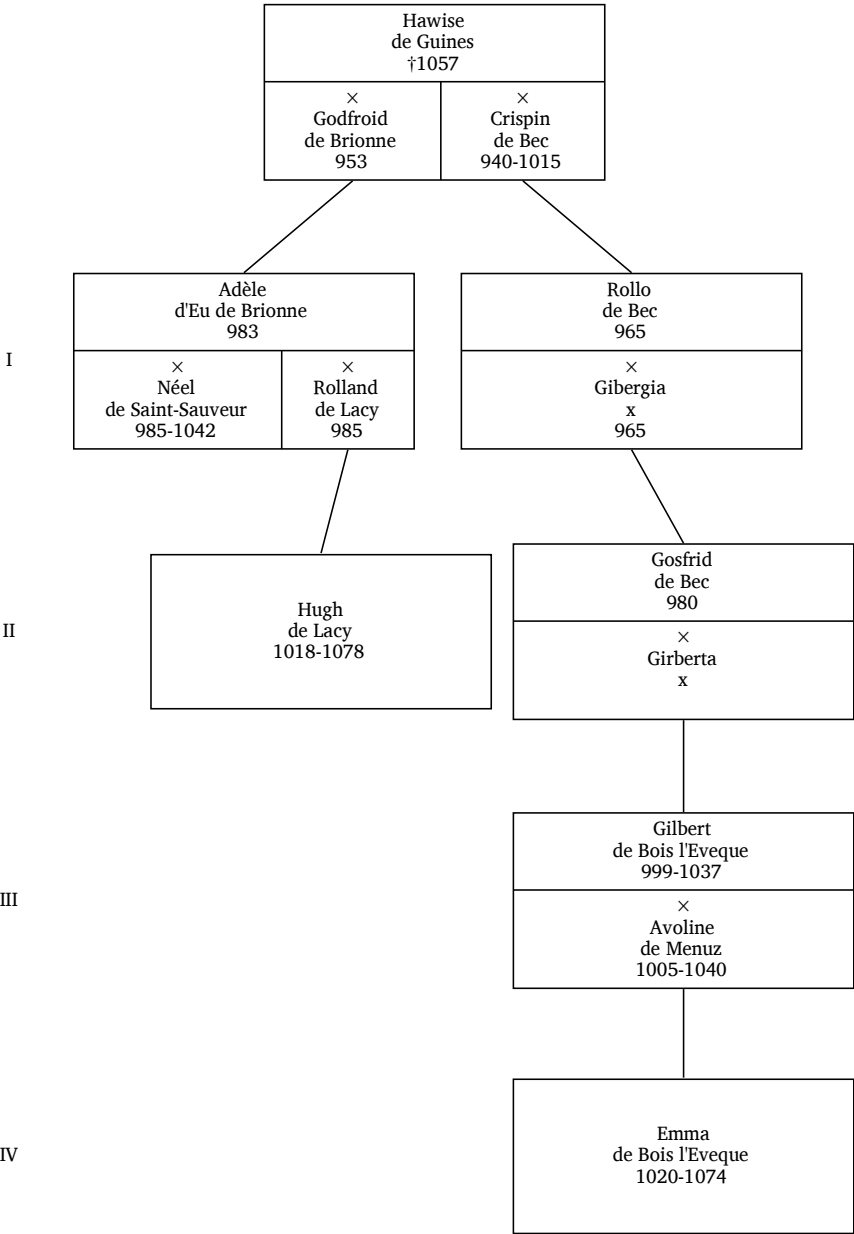 Hawise
de Guines
†1057
×
Godfroid
de Brionne
953
×
Crispin
de Bec
940-1015
I
Adèle
d'Eu de Brionne
983
×
Néel
de Saint-Sauveur
985-1042
×
Rolland
de Lacy
985
Rollo
de Bec
965
×
Gibergia
x
965
II
Hugh
de Lacy
1018-1078
Gosfrid
de Bec
980
×
Girberta
x
III
Gilbert
de Bois l'Eveque
999-1037
×
Avoline
de Menuz
1005-1040
IV
Emma
de Bois l'Eveque
1020-1074